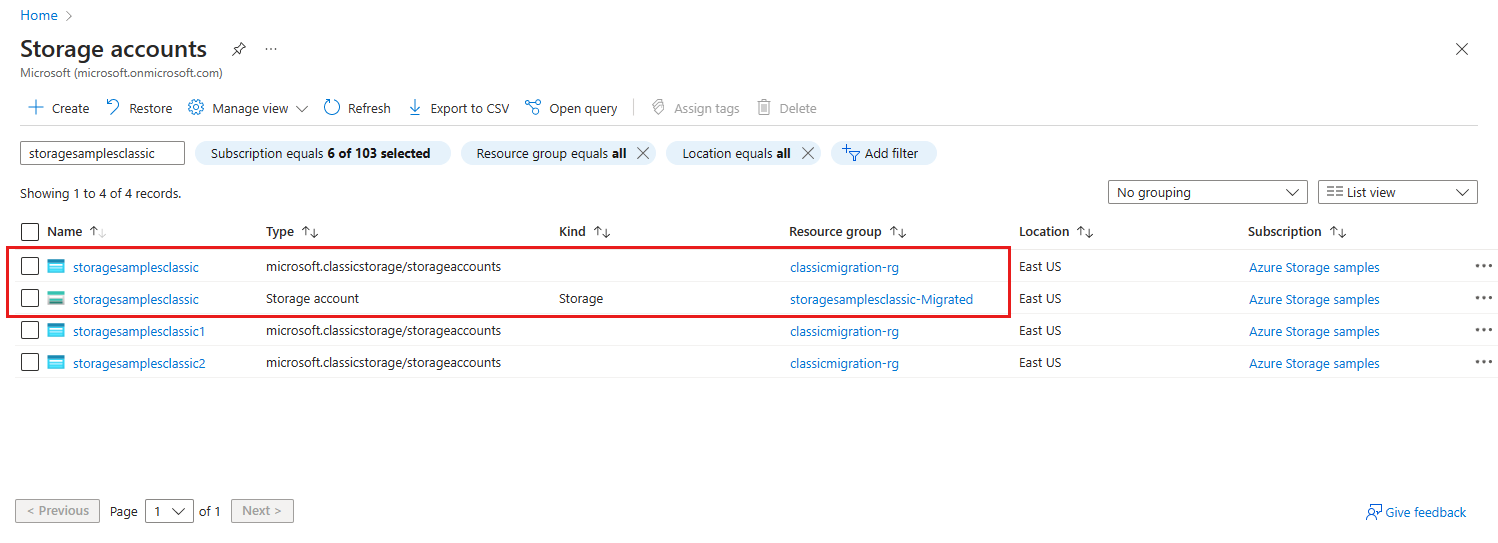 Home
Storage accounts ...
Microsoft (microsoft.onmicrosoft.com)
Create Restore Manage view Refresh Export to CSV Open query Assign tags Delete
storagesamplesclassic Subscription equals 6 of 103 selected Resource group equals all Location equals all Add filter
Showing 1 to 4 of 4 records. No grouping List view
Name Type Kind Resource group Location Subscription
storagesamplesclassic microsoft.classicstorage/storageaccounts classicmigration-rg East US Azure Storage samples
storagesamplesclassic Storage account Storage storagesamplesclassic-Migrated East US Azure Storage samples
storagesamplesclassic1 microsoft.classicstorage/storageaccounts classicmigration-rg East US Azure Storage samples
storagesamplesclassic2 microsoft.classicstorage/storageaccounts classicmigration-rg East US Azure Storage samples
< Previous Page 1 of 1 Next > Give feedback